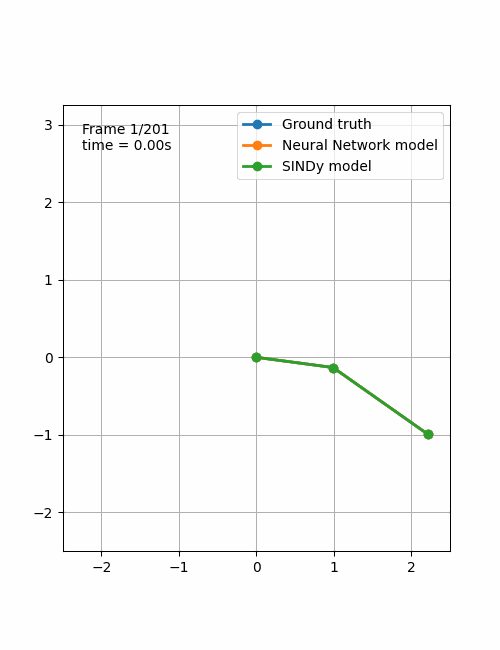 Frame 1/201
time = 0.00s
Ground truth
Neural Network model
SINDy model
3
2
1
0
−1
−2
−2
−1
0
1
2